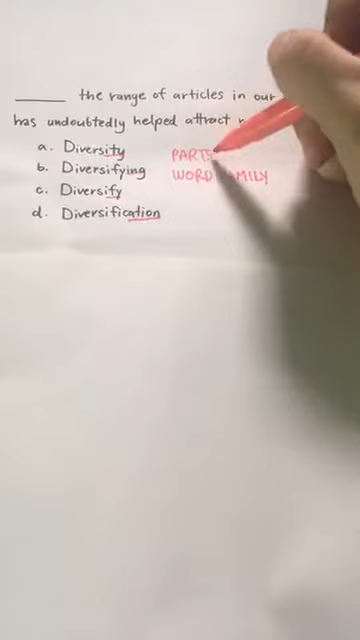 ______ the range of articles in our
has undoubtedly helped attract
a. Diversity
b. Diversifying
c. Diversify
d. Diversification
PARTS
WORD